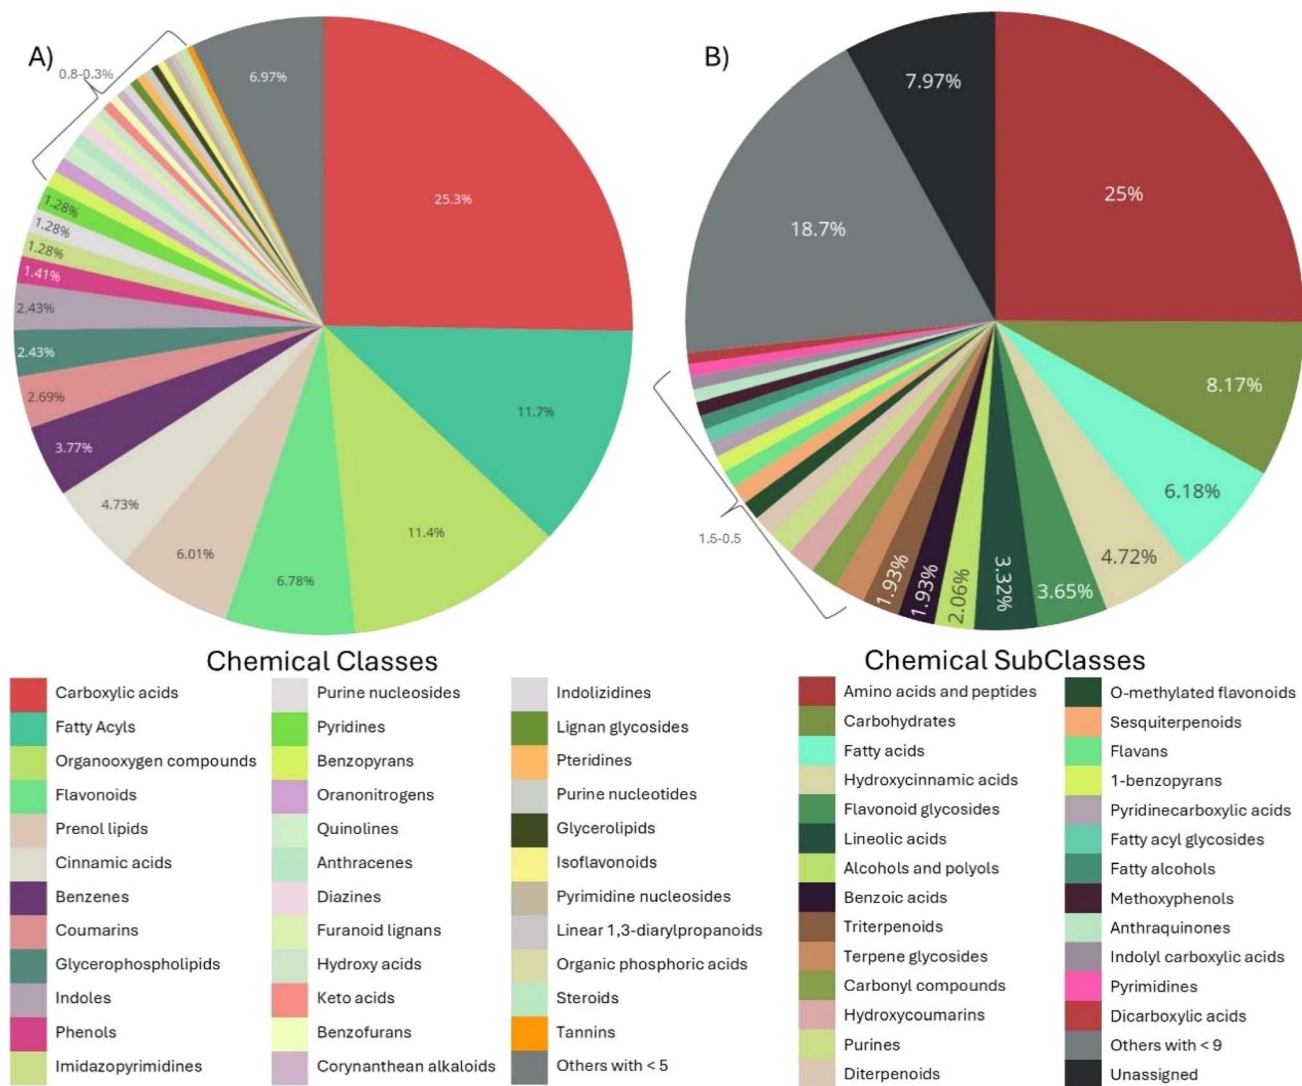 A)
0.8-0.3%
6.97%
25.3%
1.28%
1.28%
1.28%
1.41%
2.43%
2.43%
2.69%
3.77%
4.73%
6.01%
6.78%
11.4%
11.7%
B)
7.97%
25%
18.7%
8.17%
6.18%
4.72%
3.65%
3.32%
2.06%
1.93%
1.93%
1.5-0.5
Chemical Classes
Carboxylic acids
Fatty Acyls
Organooxygen compounds
Flavonoids
Prenol lipids
Cinnamic acids
Benzenes
Coumarins
Glycerophospholipids
Indoles
Phenols
Imidazopyrimidines
Purine nucleosides
Pyridines
Benzopyrans
Oranonitrogens
Quinolines
Anthracenes
Diazines
Furanoid lignans
Hydroxy acids
Keto acids
Benzofurans
Corynanthean alkaloids
Indolizidines
Lignan glycosides
Pteridines
Purine nucleotides
Glycerolipids
Isoflavonoids
Pyrimidine nucleosides
Linear 1,3-diarylpropanoids
Organic phosphoric acids
Steroids
Tannins
Others with < 5
Chemical SubClasses
Amino acids and peptides
Carbohydrates
Fatty acids
Hydroxycinnamic acids
Flavonoid glycosides
Lineolic acids
Alcohols and polyols
Benzoic acids
Triterpenoids
Terpene glycosides
Carbonyl compounds
Hydroxycoumarins
Purines
Diterpenoids
O-methylated flavonoids
Sesquiterpenoids
Flavans
1-benzopyrans
Pyridinecarboxylic acids
Fatty acyl glycosides
Fatty alcohols
Methoxyphenols
Anthraquinones
Indolyl carboxylic acids
Pyrimidines
Dicarboxylic acids
Others with < 9
Unassigned